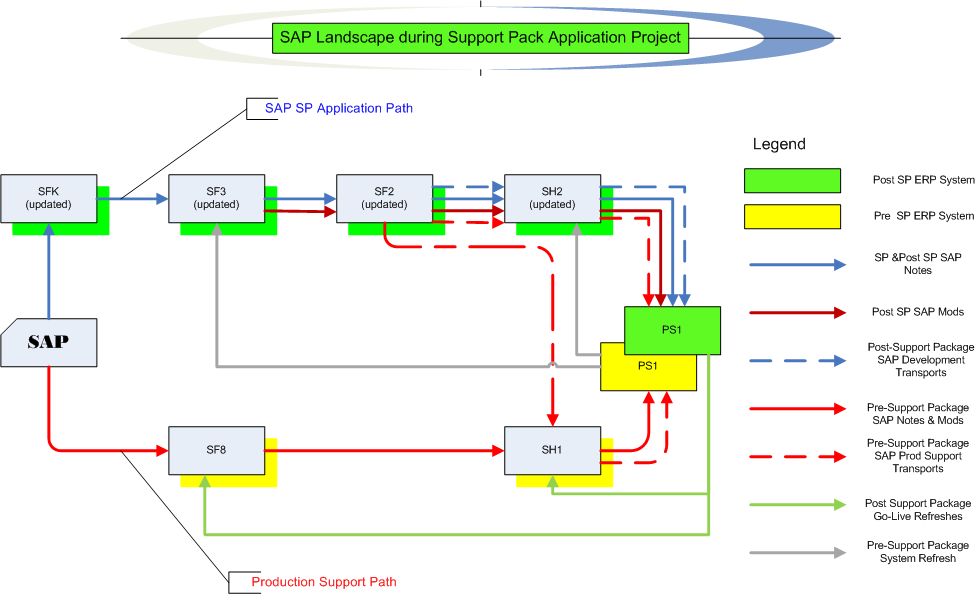 SAP Landscape during Support Pack Application Project
SAP SP Application Path
Legend
SFK
(updated)
SF3
(updated)
SF2
(updated)
SH2
(updated)
Post SP ERP System
Pre SP ERP System
SP &Post SP SAP
Notes
SAP
PS1
PS1
Post SP SAP Mods
Post-Support Package
SAP Development
Transports
Pre-Support Package
SAP Notes & Mods
SF8
SH1
Pre-Support Package
SAP Prod Support
Transports
Post Support Package
Go-Live Refreshes
Pre-Support Package
System Refresh
Production Support Path